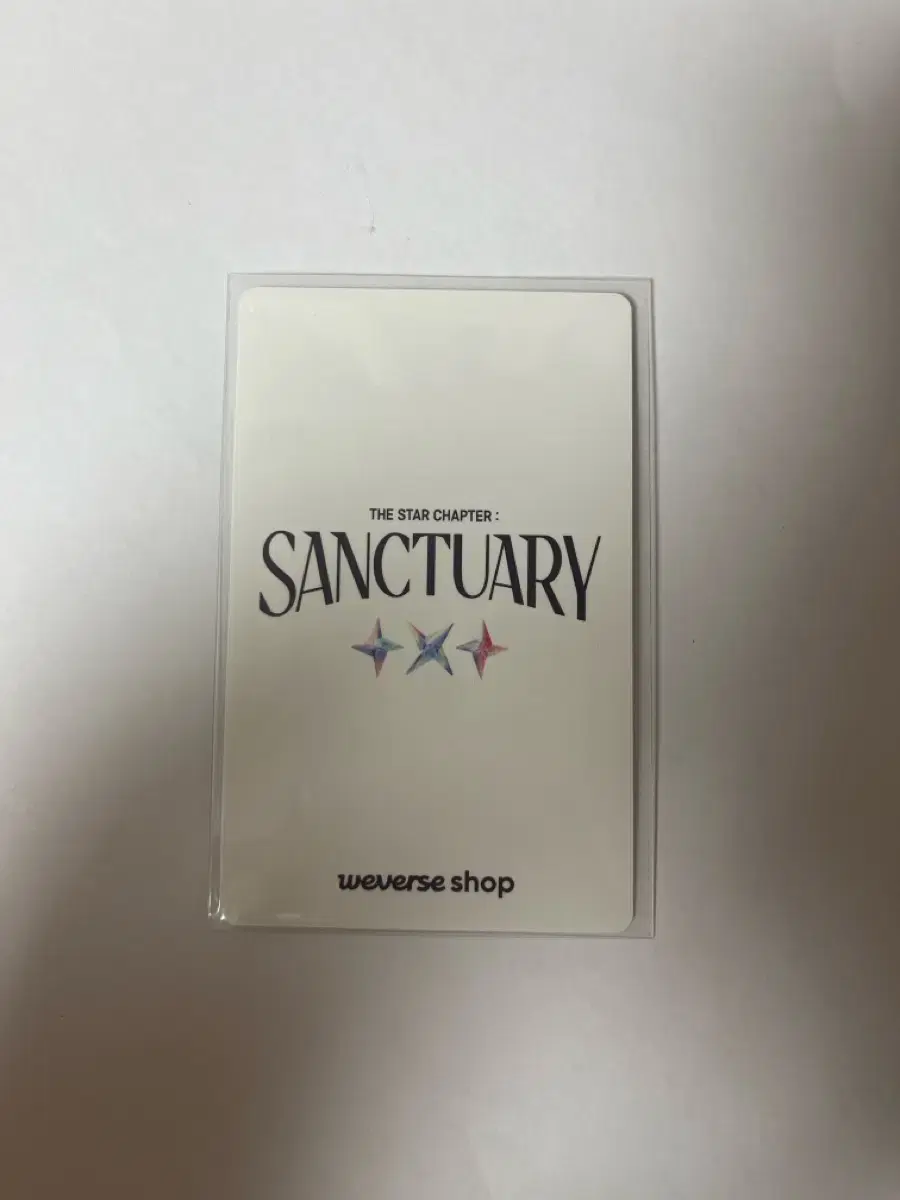 THE STAR CHAPTER :
SANCTUARY
weverse shop